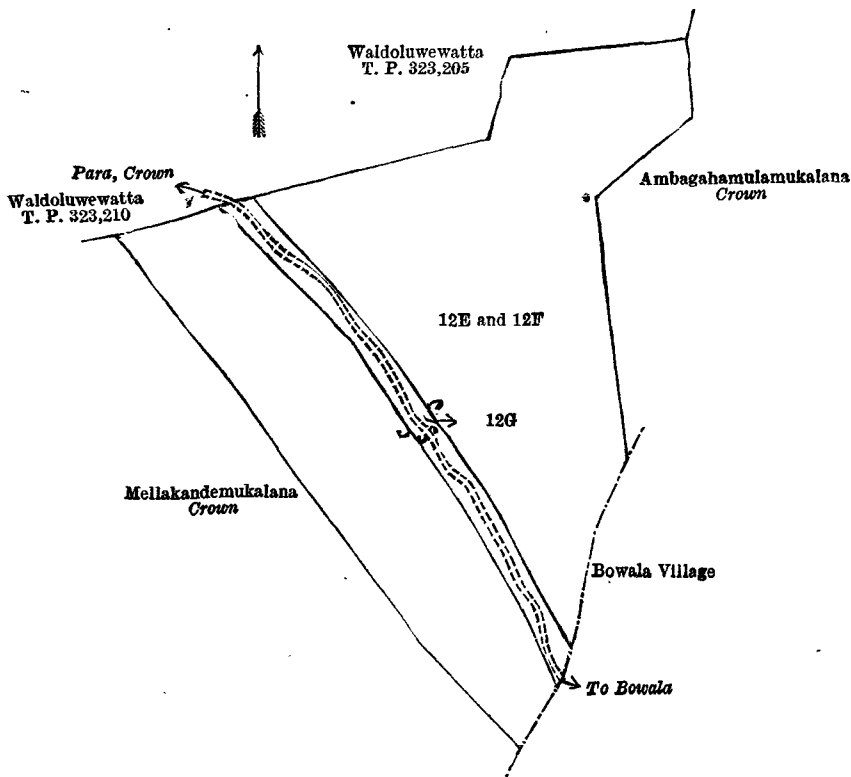 Waldoluwewatta
T. P. 323,205
Para, Crown
Waldoluwewatta
T. P. 323,210
Ambagahamulamukalana
Crown
12E and 12F
12G
Mellakandemukalana
Crown
Bowala Village
To Bowala